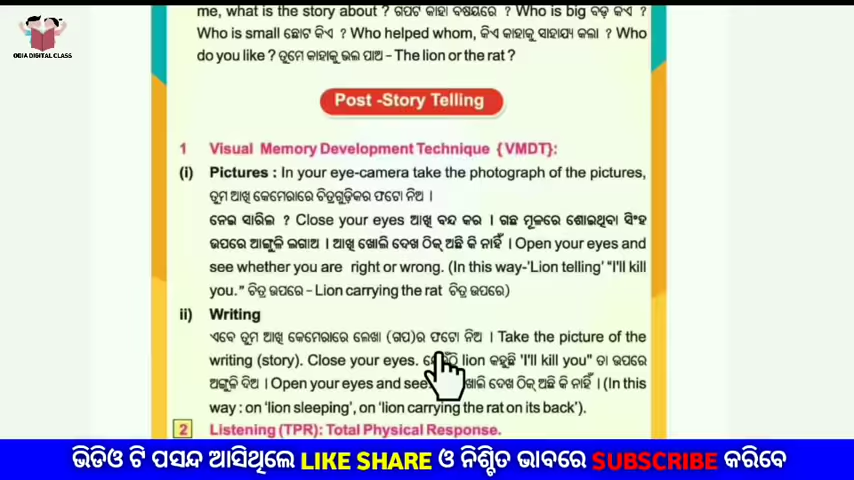 me, what is the story about ? ଗପଟ କାହା ବିଷୟରେ ? Who is big ବଡ଼ କିଏ ?
Who is small ଛୋଟ କିଏ ? Who helped whom, କିଏ କାହାକୁ ସାହାଯ୍ୟ କଲା ? Who
do you like ? ତୁମେ କାହାକୁ ଭଲ ପାଅ – The lion or the rat ?
Post -Story Telling
1 Visual Memory Development Technique {VMDT}:
(i) Pictures : In your eye-camera take the photograph of the pictures,
ତୁମ ଆଖି କେମେରାରେ ଚିତ୍ରଗୁଡ଼ିକର ଫଟୋ ନିଅ ।
ନେଇ ସାରିଲ ? Close your eyes ଆଖି ବନ୍ଦ କର । ଗଛ ମୂଳରେ ଶୋଇଥିବା ସିଂହ
ଉପରେ ଆଙ୍ଗୁଳି ଲଗାଅ । ଆଖି ଖୋଲି ଦେଖ ଠିକ୍ ଅଛି କି ନାହିଁ । Open your eyes and
see whether you are right or wrong. (In this way-'Lion telling' "I'll kill
you." ଚିତ୍ର ଉପରେ – Lion carrying the rat ଚିତ୍ର ଉପରେ)
ii) Writing
ଏବେ ତୁମ ଆଖି କେମେରାରେ ଲେଖା (ଗପ)ର ଫଟୋ ନିଅ । Take the picture of the
writing (story). Close your eyes. lion କହୁଛି 'I'll kill you" ତା ଉପରେ
ଅଙ୍ଗୁଳି ଦିଅ । Open your eyes and see. ଦେଖ ଠିକ୍ ଅଛି କି ନାହିଁ । (In this
way : on 'lion sleeping', on 'lion carrying the rat on its back').
2 Listening (TPR): Total Physical Response.
ODIA DIGITAL CLASS
ଭିଡିଓ ଟି ପସନ୍ଦ ଆସିଥିଲେ LIKE SHARE ଓ ନିଶ୍ଚିତ ଭାବରେ SUBSCRIBE କରିବେ